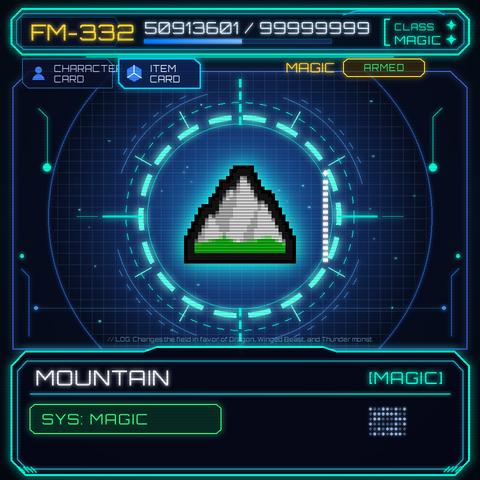 FM-332
50913601 / 99999999
CLASS
MAGIC
CHARACTER
CARD
ITEM
CARD
MAGIC
ARMED
// LOG: Changes the field in favor of Dragon, Winged Beast, and Thunder monst
MOUNTAIN
[MAGIC]
SYS: MAGIC